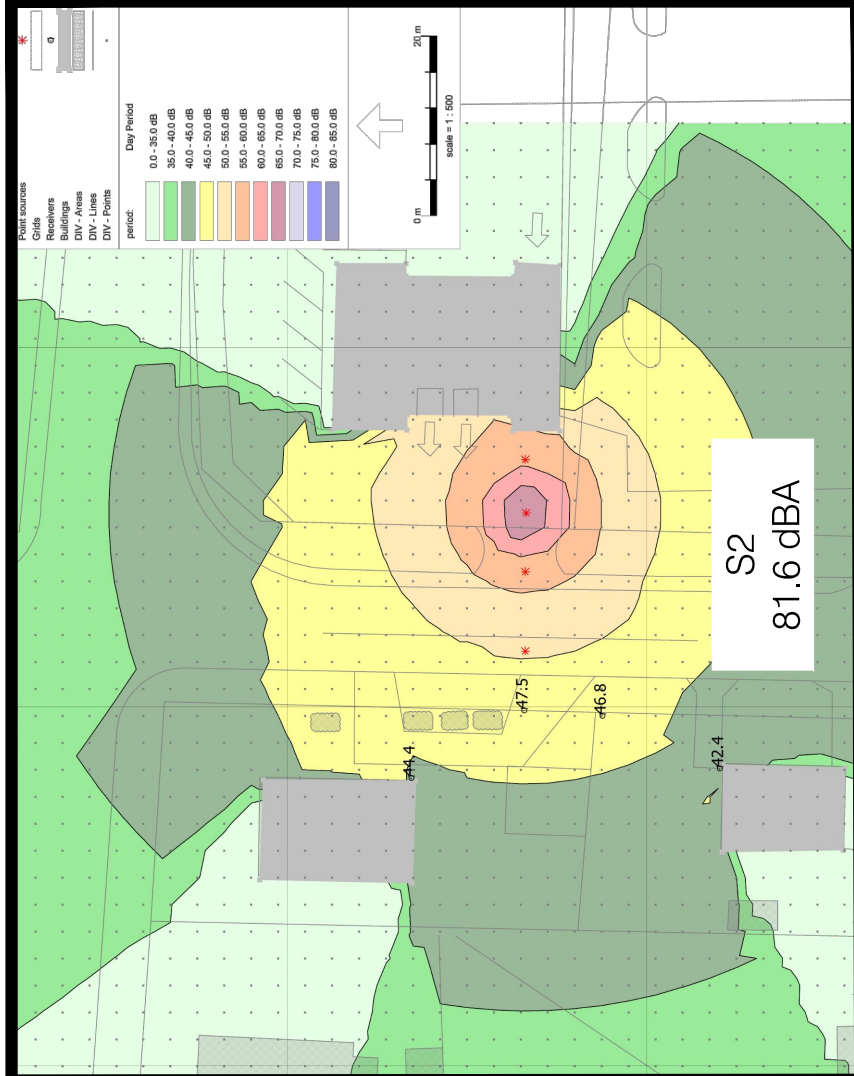 Point sources
Grids
Receivers
Buildings
DIV - Areas
DIV - Lines
DIV - Points
period:
Day Period
0.0 - 35.0 dB
35.0 - 40.0 dB
40.0 - 45.0 dB
45.0 - 50.0 dB
50.0 - 55.0 dB
55.0 - 60.0 dB
60.0 - 65.0 dB
65.0 - 70.0 dB
70.0 - 75.0 dB
75.0 - 80.0 dB
80.0 - 85.0 dB
0 m
20 m
scale = 1 : 500
47.5
46.8
44.4
42.4
S2
81.6 dBA